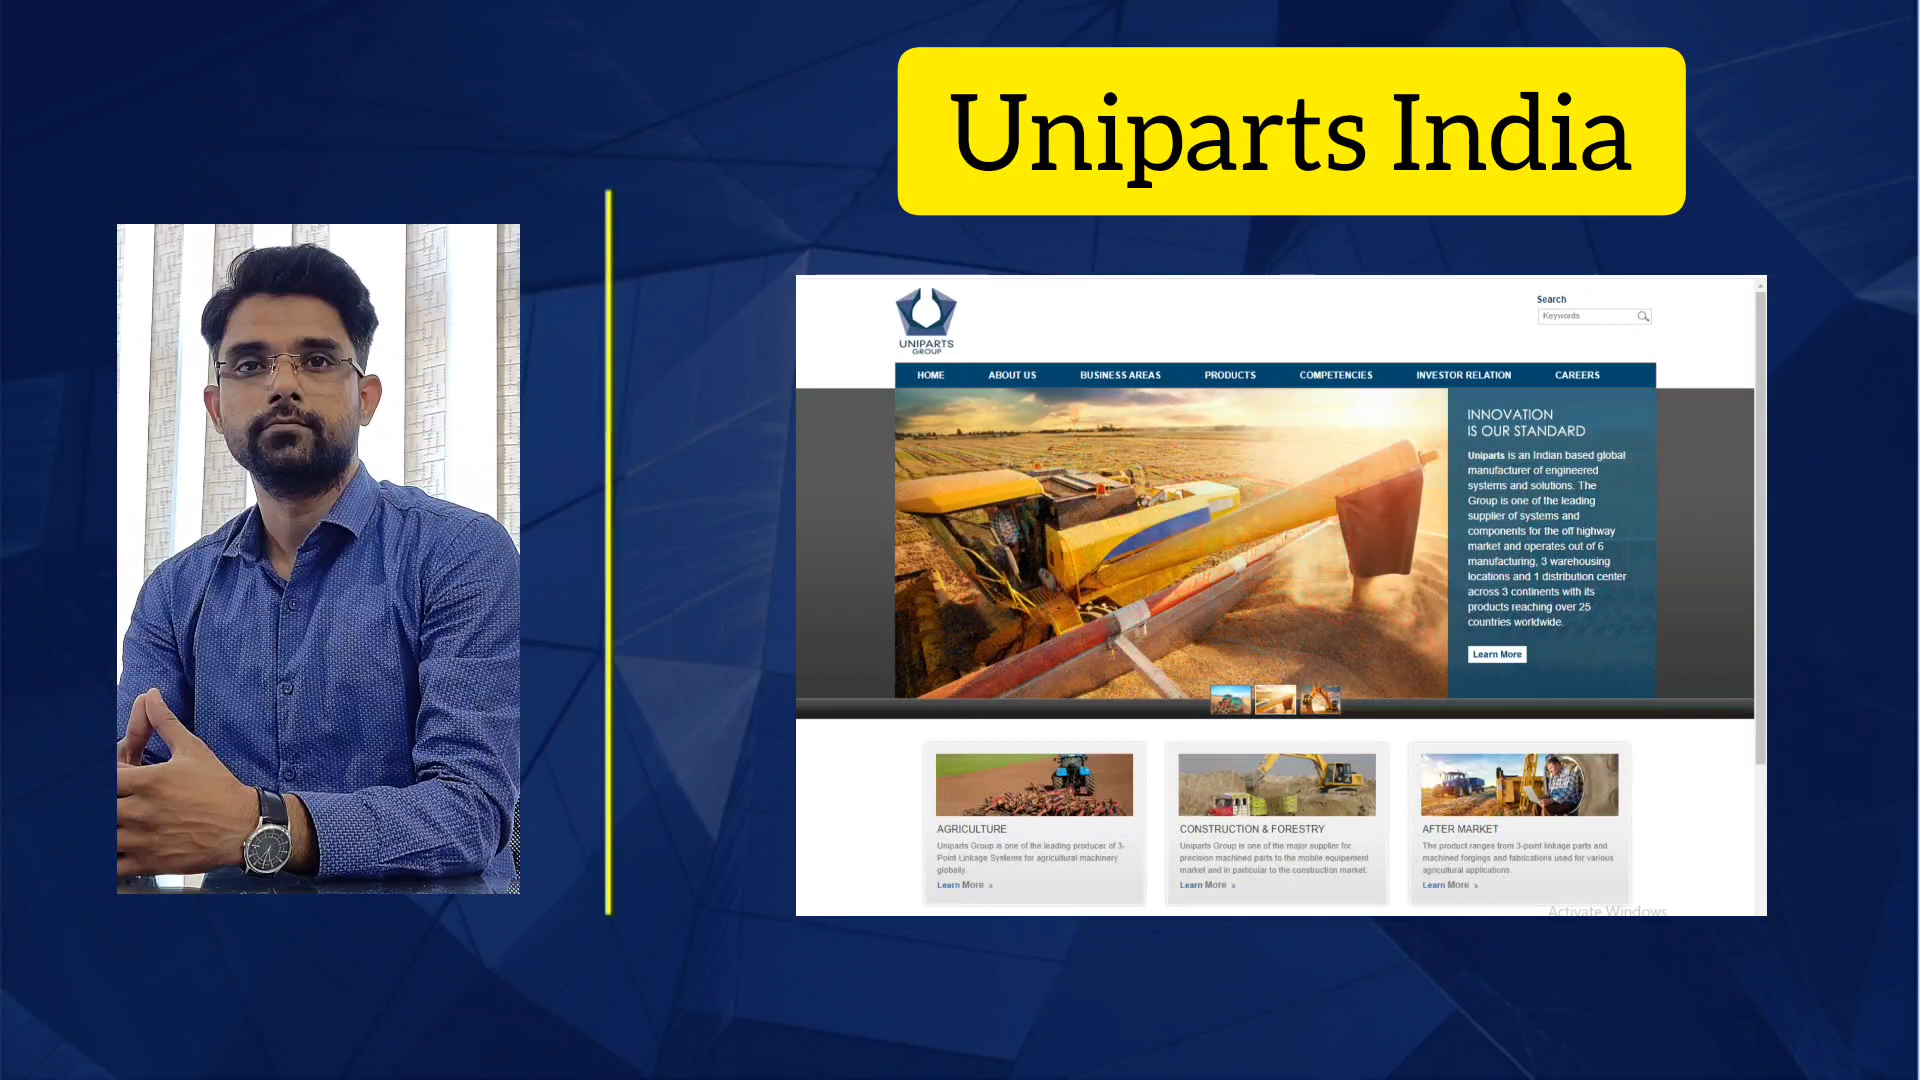 Uniparts India
UNIPARTS
GROUP
Search
Keywords
HOME ABOUT US BUSINESS AREAS PRODUCTS COMPETENCIES INVESTOR RELATION CAREERS
INNOVATION
IS OUR STANDARD
Uniparts is an Indian based global
manufacturer of engineered
systems and solutions. The
Group is one of the leading
supplier of systems and
components for the off highway
market and operates out of 6
manufacturing, 3 warehousing
locations and 1 distribution center
across 3 continents with its
products reaching over 25
countries worldwide.
Learn More
AGRICULTURE
Uniparts Group is one of the leading producer of 3-
Point Linkage Systems for agricultural machinery
globally.
Learn More »
CONSTRUCTION & FORESTRY
Uniparts Group is one of the major supplier for
precision machined parts to the mobile equipement
market and in particular to the construction market.
Learn More »
AFTER MARKET
The product ranges from 3-point linkage parts and
machined forgings and fabrications used for various
agricultural applications.
Learn More »
Activate Windows